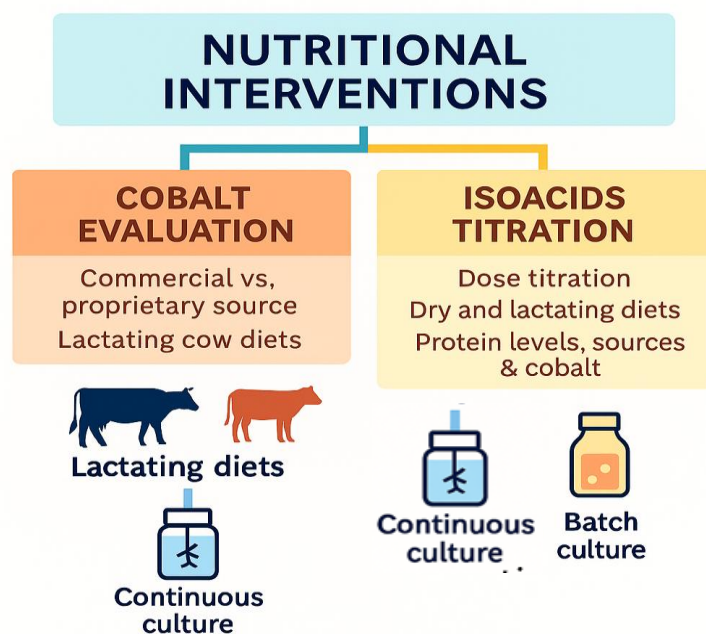 NUTRITIONAL
INTERVENTIONS
COBALT
EVALUATION
Commercial vs,
proprietary source
Lactating cow diets
Lactating diets
Continuous
culture
ISOACIDS
TITRATION
Dose titration
Dry and lactating diets
Protein levels, sources
& cobalt
Continuous
culture
Batch
culture